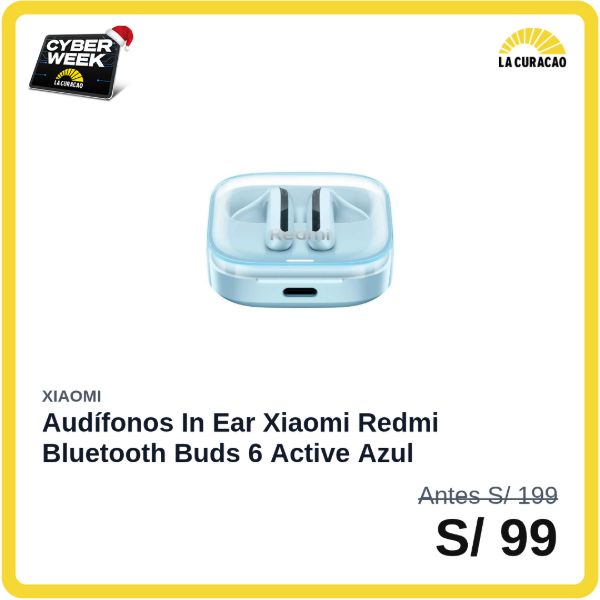 CYBER
WEEK
LA CURACAO
LA CURACAO
Redmi
XIAOMI
Audífonos In Ear Xiaomi Redmi
Bluetooth Buds 6 Active Azul
Antes S/ 199
S/ 99